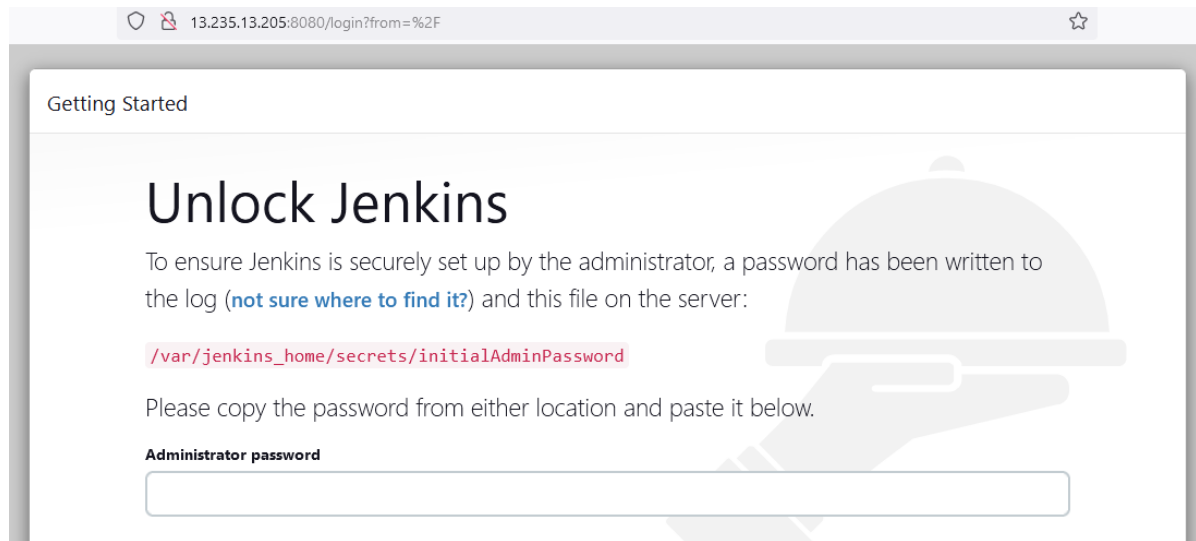 13.235.13.205:8080/login?from=%2F
Getting Started
Unlock Jenkins
To ensure Jenkins is securely set up by the administrator, a password has been written to
the log (not sure where to find it?) and this file on the server:
/var/jenkins_home/secrets/initialAdminPassword
Please copy the password from either location and paste it below.
Administrator password